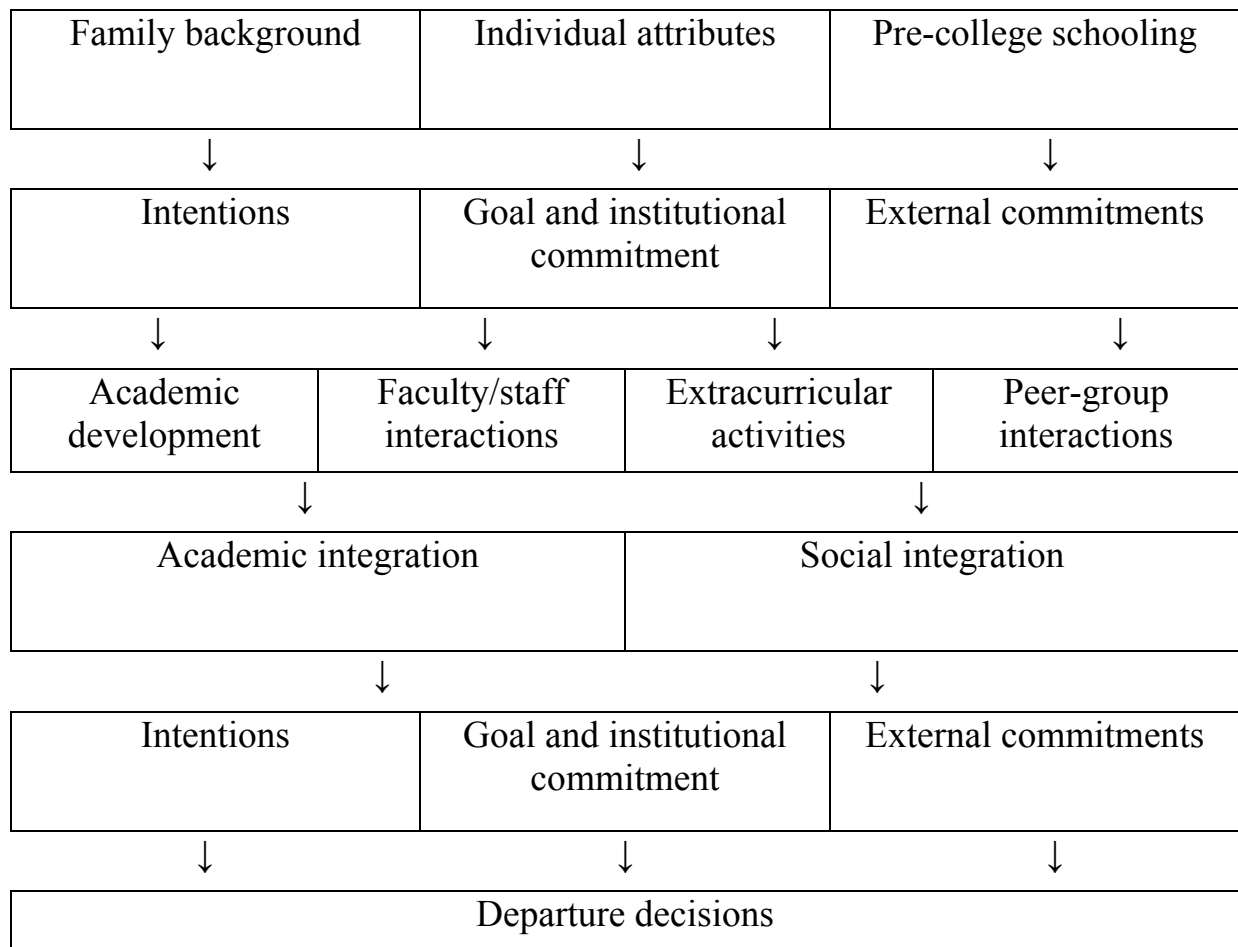 Family background
Individual attributes
Pre-college schooling
↓ ↓ ↓
Intentions
Goal and institutional
commitment
External commitments
↓ ↓ ↓ ↓
Academic
development
Faculty/staff
interactions
Extracurricular
activities
Peer-group
interactions
↓ ↓
Academic integration
Social integration
↓ ↓
Intentions
Goal and institutional
commitment
External commitments
↓ ↓ ↓
Departure decisions